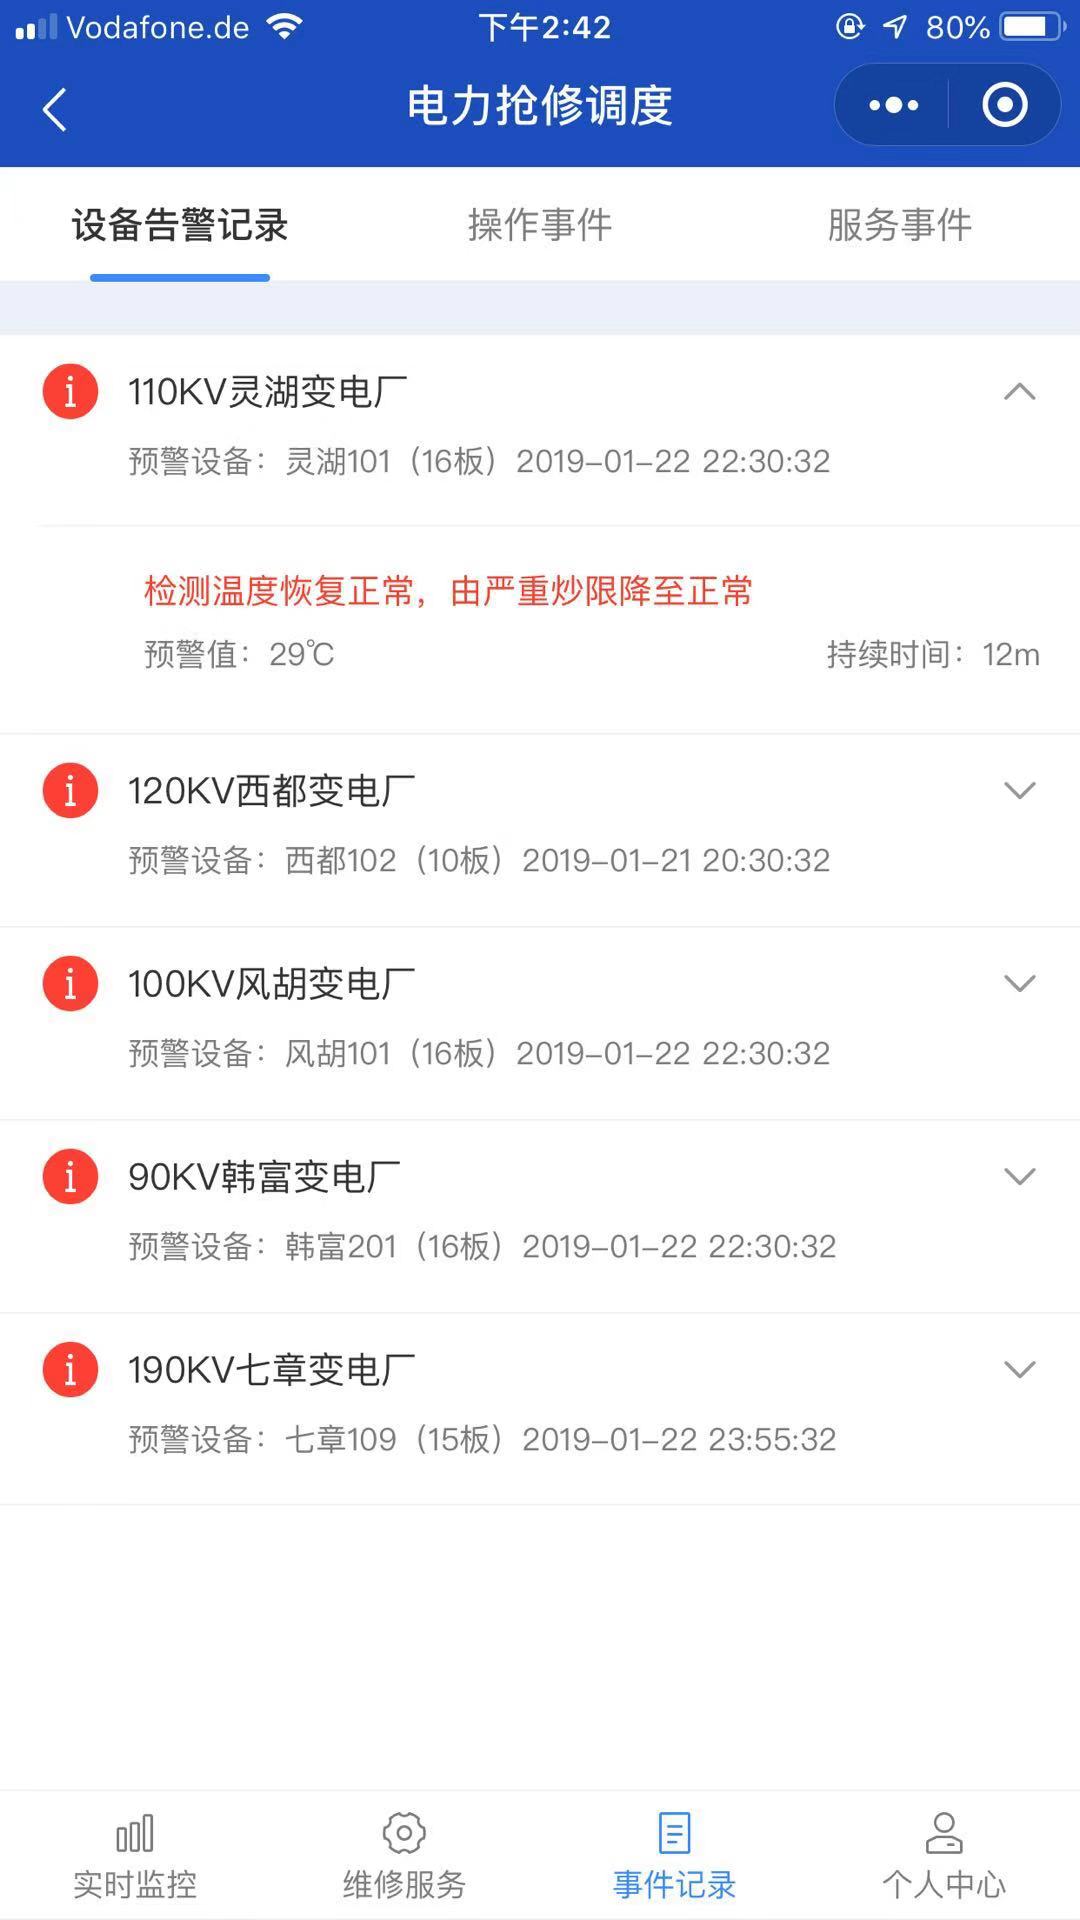 Vodafone.de 下午2:42 80%
电力抢修调度
设备告警记录 操作事件 服务事件
110KV灵湖变电厂
预警设备：灵湖101（16板）2019-01-22 22:30:32
检测温度恢复正常，由严重炒限降至正常
预警值：29℃ 持续时间：12m
120KV西都变电厂
预警设备：西都102（10板）2019-01-21 20:30:32
100KV风胡变电厂
预警设备：风胡101（16板）2019-01-22 22:30:32
90KV韩富变电厂
预警设备：韩富201（16板）2019-01-22 22:30:32
190KV七章变电厂
预警设备：七章109（15板）2019-01-22 23:55:32
实时监控 维修服务 事件记录 个人中心